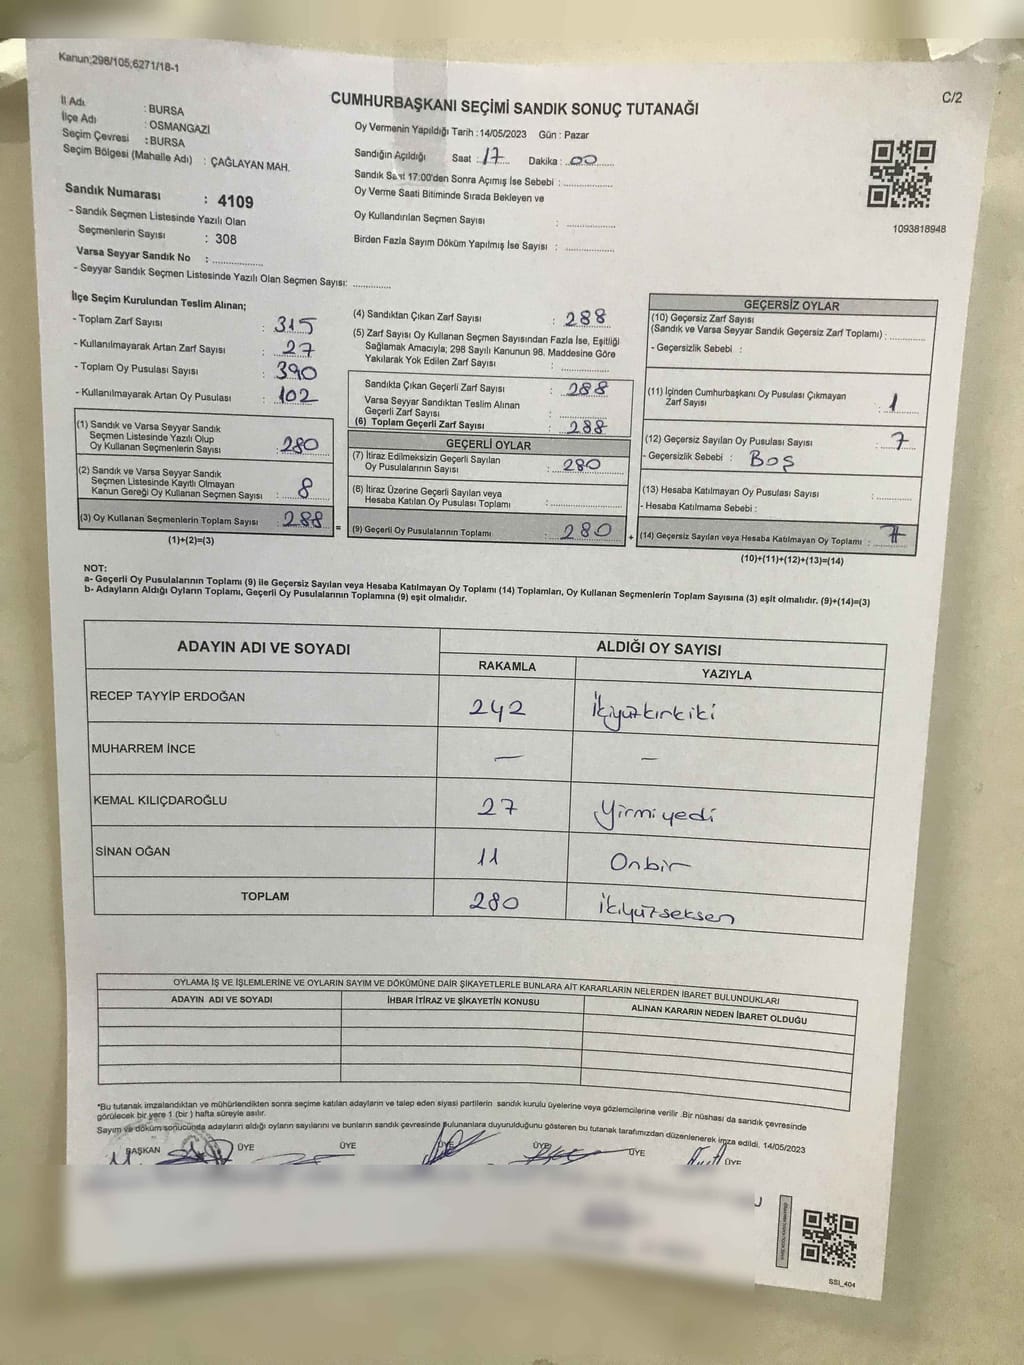 Kanun;298/105;6271/18-1
C/2
CUMHURBAŞKANI SEÇİMİ SANDIK SONUÇ TUTANAĞI
İl Adı : BURSA
İlçe Adı : OSMANGAZİ
Seçim Çevresi : BURSA
Seçim Bölgesi (Mahalle Adı) : ÇAĞLAYAN MAH.
Oy Vermenin Yapıldığı Tarih : 14/05/2023 Gün : Pazar
Sandığın Açıldığı Saat : 17 Dakika : 00
Sandık Saat 17:00'den Sonra Açımış İse Sebebi :
Oy Verme Saati Bitiminde Sırada Bekleyen ve
Oy Kullandırılan Seçmen Sayısı :
Birden Fazla Sayım Döküm Yapılmış İse Sayısı :
1093818948
Sandık Numarası : 4109
- Sandık Seçmen Listesinde Yazılı Olan
Seçmenlerin Sayısı : 308
Varsa Seyyar Sandık No :
- Seyyar Sandık Seçmen Listesinde Yazılı Olan Seçmen Sayısı:
İlçe Seçim Kurulundan Teslim Alınan;
- Toplam Zarf Sayısı : 315
- Kullanılmayarak Artan Zarf Sayısı : 27
- Toplam Oy Pusulası Sayısı : 390
- Kullanılmayarak Artan Oy Pusulası : 102
(1) Sandık ve Varsa Seyyar Sandık
Seçmen Listesinde Yazılı Olup
Oy Kullanan Seçmenlerin Sayısı : 280
(2) Sandık ve Varsa Seyyar Sandık
Seçmen Listesinde Kayıtlı Olmayan
Kanun Gereği Oy Kullanan Seçmen Sayısı : 8
(3) Oy Kullanan Seçmenlerin Toplam Sayısı : 288
(1)+(2)=(3)
(4) Sandıktan Çıkan Zarf Sayısı : 288
(5) Zarf Sayısı Oy Kullanan Seçmen Sayısından Fazla İse, Eşitliği
Sağlamak Amacıyla; 298 Sayılı Kanunun 98. Maddesine Göre
Yakılarak Yok Edilen Zarf Sayısı :
Sandıkta Çıkan Geçerli Zarf Sayısı : 288
Varsa Seyyar Sandıktan Teslim Alınan
Geçerli Zarf Sayısı :
(6) Toplam Geçerli Zarf Sayısı : 288
GEÇERLİ OYLAR
(7) İtiraz Edilmeksizin Geçerli Sayılan
Oy Pusulalarının Sayısı : 280
(8) İtiraz Üzerine Geçerli Sayılan veya
Hesaba Katılan Oy Pusulası Toplamı :
= (9) Geçerli Oy Pusulalarının Toplamı : 280
GEÇERSİZ OYLAR
(10) Geçersiz Zarf Sayısı
(Sandık ve Varsa Seyyar Sandık Geçersiz Zarf Toplamı) :
- Geçersizlik Sebebi :
(11) İçinden Cumhurbaşkanı Oy Pusulası Çıkmayan
Zarf Sayısı : 1
(12) Geçersiz Sayılan Oy Pusulası Sayısı : 7
- Geçersizlik Sebebi : Boş
(13) Hesaba Katılmayan Oy Pusulası Sayısı :
- Hesaba Katılmama Sebebi :
+ (14) Geçersiz Sayılan veya Hesaba Katılmayan Oy Toplamı :
(10)+(11)+(12)+(13)=(14)
NOT:
a- Geçerli Oy Pusulalarının Toplamı (9) ile Geçersiz Sayılan veya Hesaba Katılmayan Oy Toplamı (14) Toplamları, Oy Kullanan Seçmenlerin Toplam Sayısına (3) eşit olmalıdır. (9)+(14)=(3)
b- Adayların Aldığı Oyların Toplamı, Geçerli Oy Pusulalarının Toplamına (9) eşit olmalıdır.
ADAYIN ADI VE SOYADI ALDIĞI OY SAYISI
RAKAMLA YAZIYLA
RECEP TAYYİP ERDOĞAN 242 İkiyüzkırkiki
MUHARREM İNCE — —
KEMAL KILIÇDAROĞLU 27 Yirmiyedi
SİNAN OĞAN 11 Onbir
TOPLAM 280 İkiyüzseksen
OYLAMA İŞ VE İŞLEMLERİNE VE OYLARIN SAYIM VE DÖKÜMÜNE DAİR ŞİKAYETLERLE BUNLARA AİT KARARLARIN NELERDEN İBARET BULUNDUKLARI
ADAYIN ADI VE SOYADI İHBAR İTİRAZ VE ŞİKAYETİN KONUSU ALINAN KARARIN NEDEN İBARET OLDUĞU
*Bu tutanak imzalandıktan ve mühürlendikten sonra seçime katılan adayların ve talep eden siyasi partilerin sandık kurulu üyelerine veya gözlemcilerine verilir .Bir nüshası da sandık çevresinde
görülecek bir yere 1 (bir ) hafta süreyle asılır.
Sayım ve döküm sonucunda adayların aldığı oyların sayılarını ve bunların sandık çevresinde bulunanlara duyurulduğunu gösteren bu tutanak tarafımızdan düzenlenerek imza edildi. 14/05/2023
BAŞKAN ÜYE ÜYE ÜYE ÜYE ÜYE ÜYE
SSİ_404